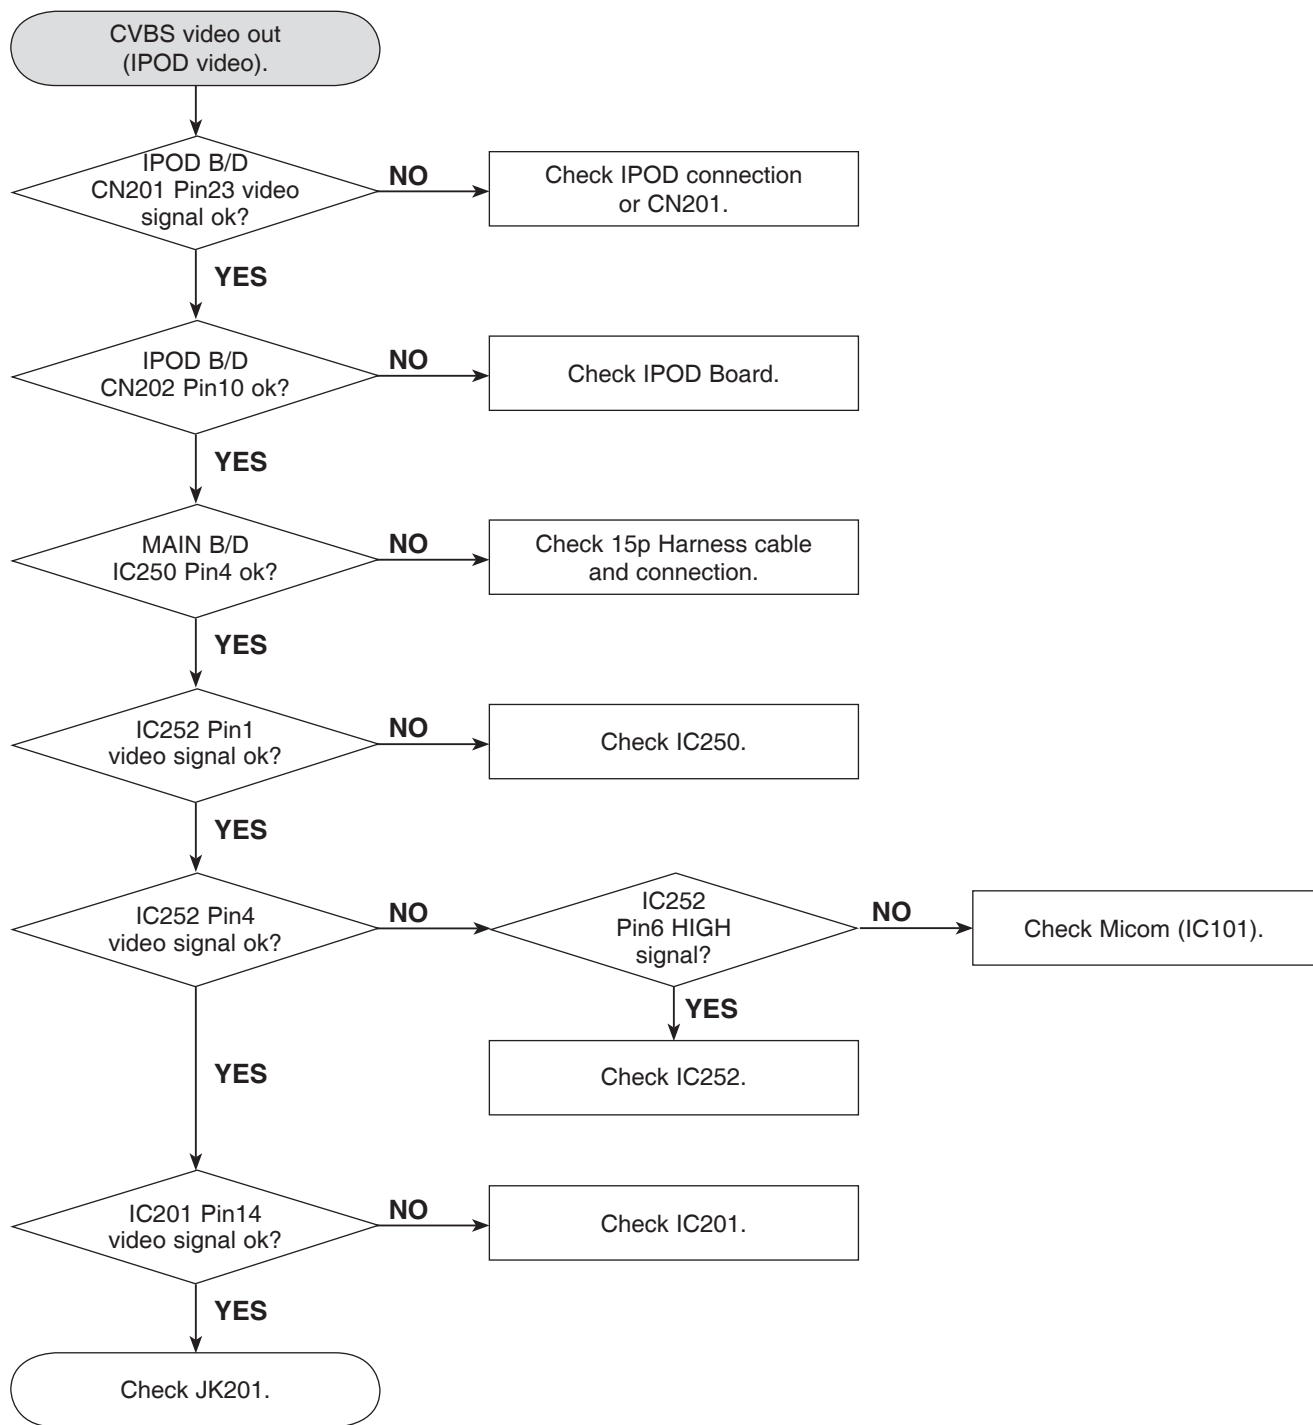 CVBS video out
(IPOD video).
IPOD B/D
CN201 Pin23 video
signal ok?
NO
Check IPOD connection
or CN201.
YES
IPOD B/D
CN202 Pin10 ok?
NO
Check IPOD Board.
YES
MAIN B/D
IC250 Pin4 ok?
NO
Check 15p Harness cable
and connection.
YES
IC252 Pin1
video signal ok?
NO
Check IC250.
YES
IC252 Pin4
video signal ok?
NO
IC252
Pin6 HIGH
signal?
NO
Check Micom (IC101).
YES
Check IC252.
YES
IC201 Pin14
video signal ok?
NO
Check IC201.
YES
Check JK201.